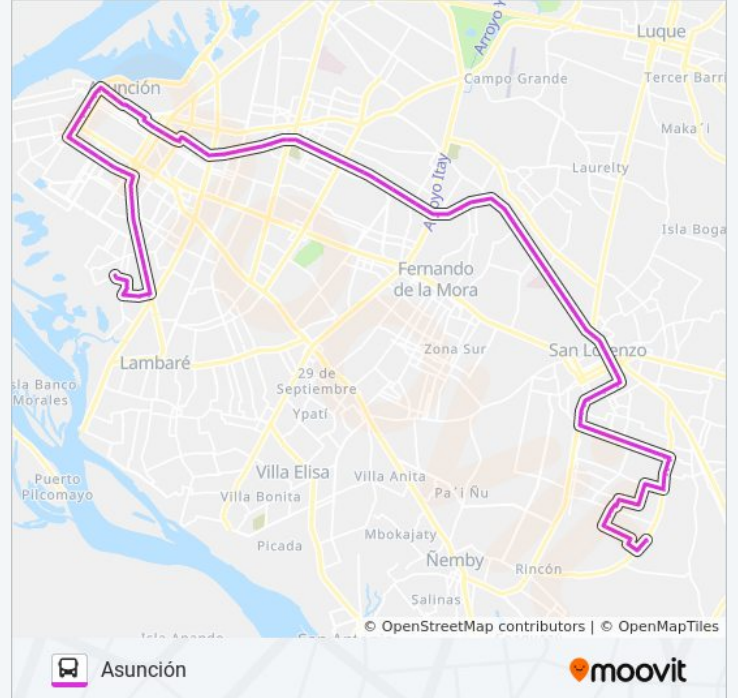 Arroyo Y
Luque
Asunción
Campo Grande
Tercer Barri
Maka´i
Laurelty
Arroyo Itay
Isla Boga
Fernando
de la Mora
Zona Sur
San Lorenzo
Lambaré
29 de
Septiembre
sla Banco
Morales
Ypatí
Villa Elisa
Villa Anita
Puerto
Pilcomayo
Villa Bonita
Pa´i Ñu
Mbokajaty
Picada
Ñemby
Rincón
Salinas
© OpenStreetMap contributors | © OpenMapTiles
Asunción
moovit